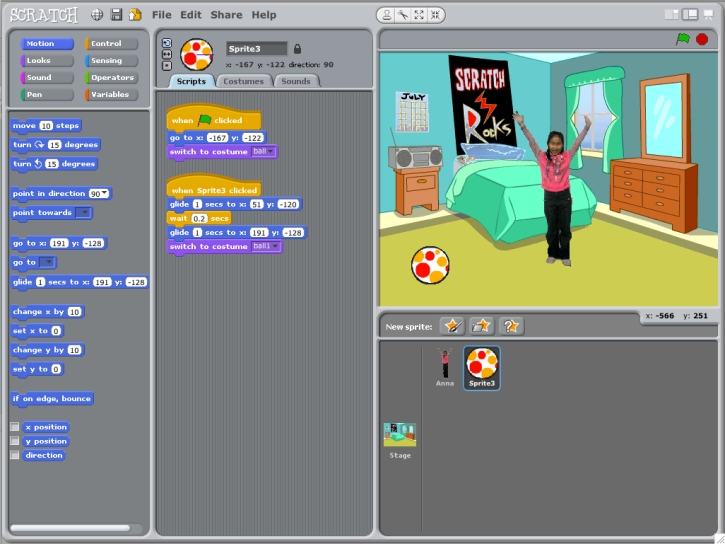 SCRATCH File Edit Share Help
Motion Control
Looks Sensing
Sound Operators
Pen Variables
move 10 steps
turn 15 degrees
turn 15 degrees
point in direction 90
point towards
go to x: 191 y: -128
go to
glide 1 secs to x: 191 y: -128
change x by 10
set x to 0
change y by 10
set y to 0
if on edge, bounce
x position
y position
direction
Sprite3
x: -167 y: -122 direction: 90
Scripts Costumes Sounds
when clicked
go to x: -167 y: -122
switch to costume ball
when Sprite3 clicked
glide 1 secs to x: 51 y: -120
wait 0.2 secs
glide 1 secs to x: 191 y: -128
switch to costume ball1
JULY
SCRATCH
Rocks
x: -566 y: 251
New sprite:
Anna Sprite3
Stage